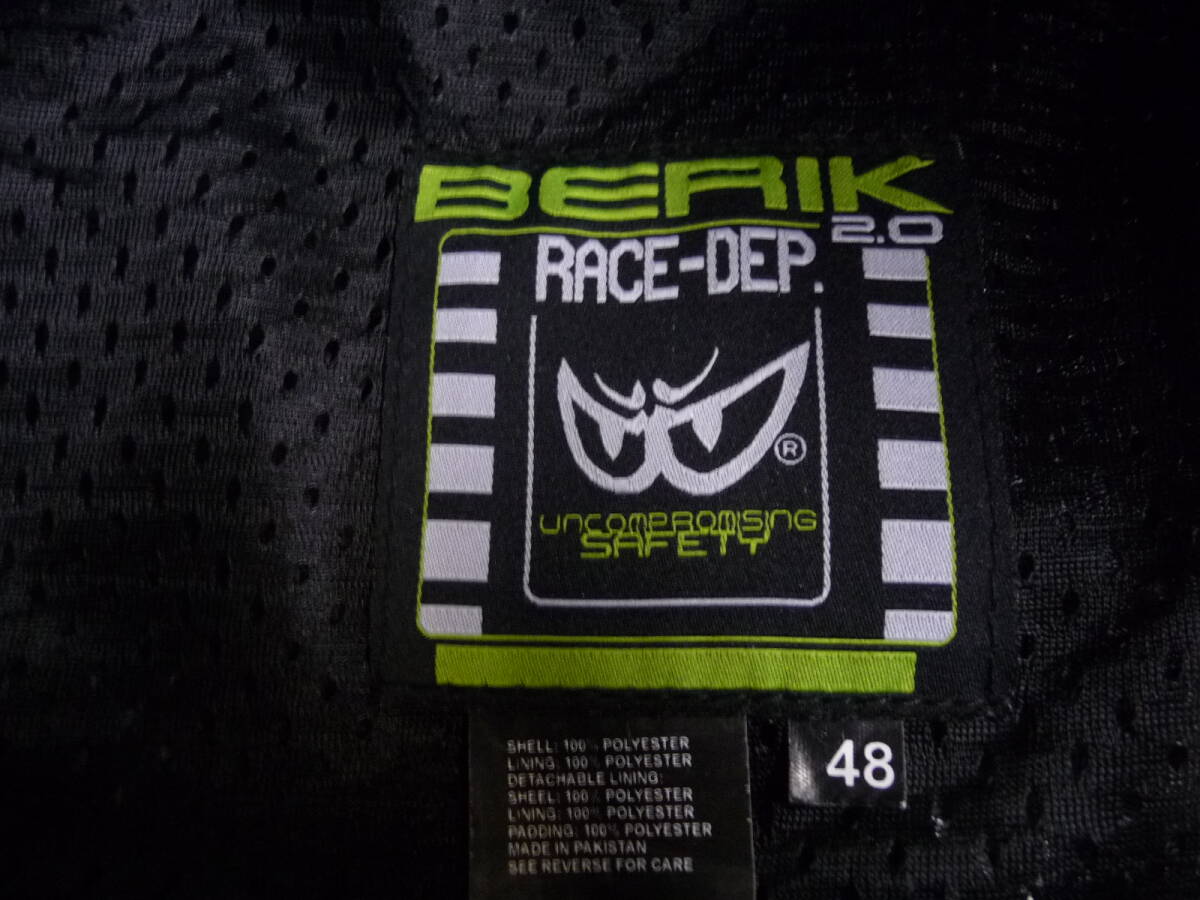 BERIK
2.0
RACE-DEP.
®
UNCOMPROMISING
SAFETY
SHELL: 100% POLYESTER
LINING: 100% POLYESTER
DETACHABLE LINING:
SHEEL: 100% POLYESTER
LINING: 100% POLYESTER
PADDING: 100% POLYESTER
MADE IN PAKISTAN
SEE REVERSE FOR CARE
48